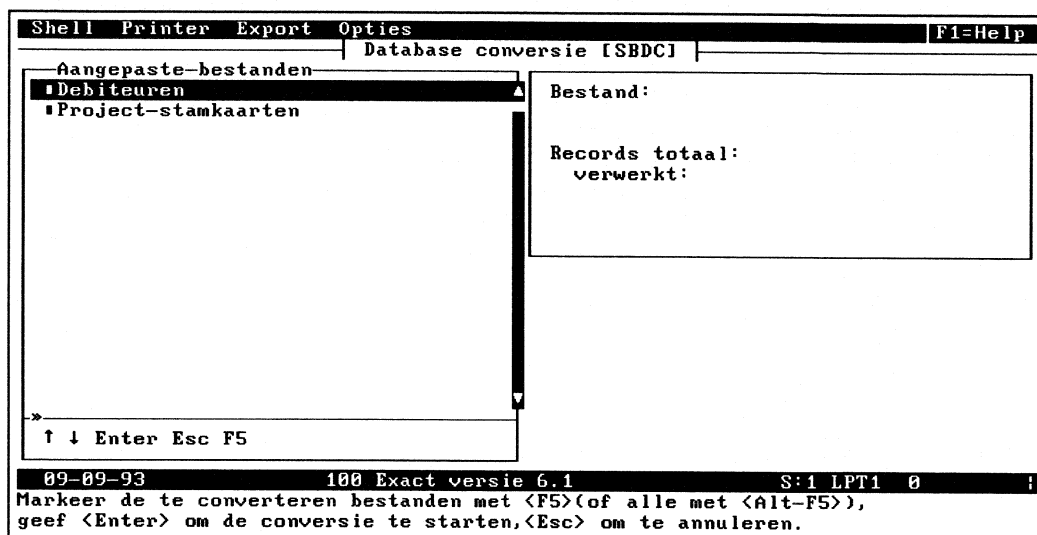 Shell Printer Export Opties F1=Help
Database conversie [SBDC]
Aangepaste-bestanden
Debiteuren
Project-stamkaarten
Bestand:
Records totaal:
verwerkt:
»
↑ ↓ Enter Esc F5
09-09-93 100 Exact versie 6.1 S:1 LPT1 0 ¦
Markeer de te converteren bestanden met <F5>(of alle met <Alt-F5>),
geef <Enter> om de conversie te starten,<Esc> om te annuleren.